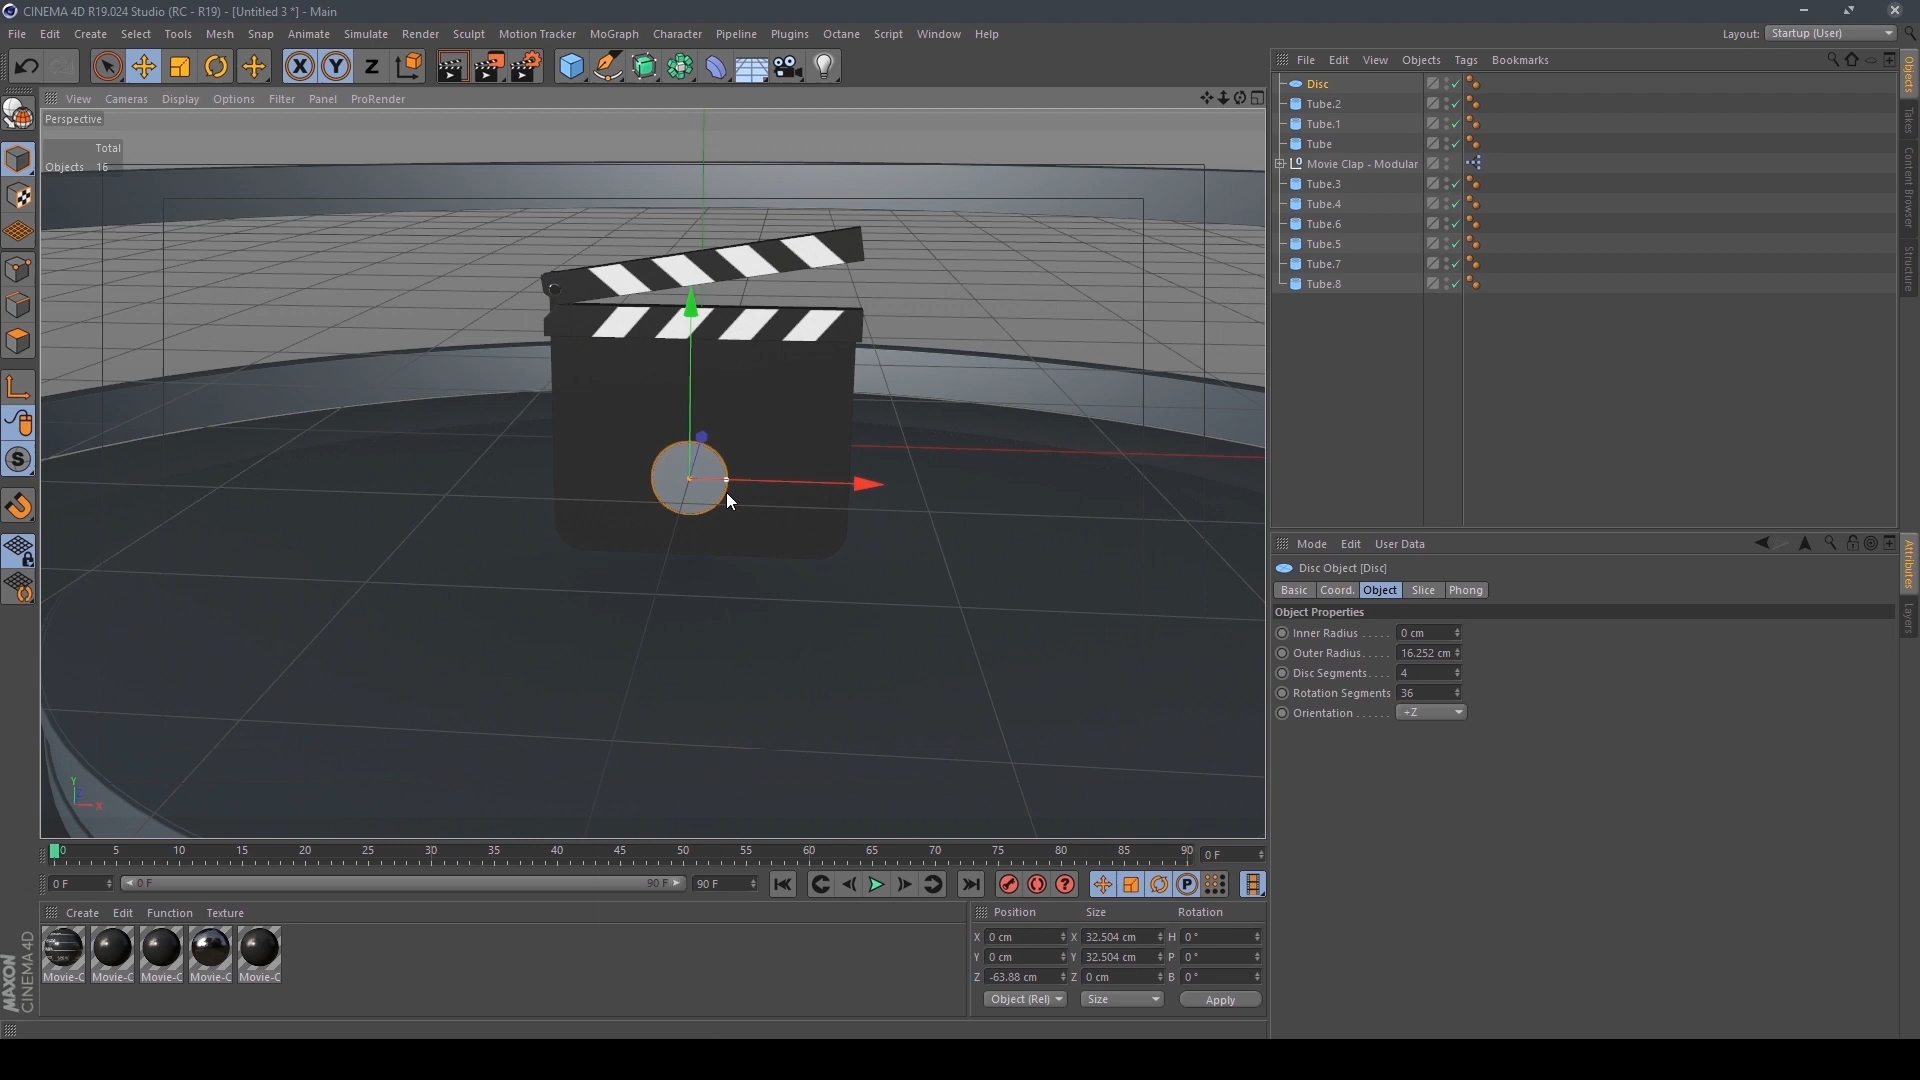 CINEMA 4D R19.024 Studio (RC - R19) - [Untitled 3 *] - Main
File Edit Create Select Tools Mesh Snap Animate Simulate Render Sculpt Motion Tracker MoGraph Character Pipeline Plugins Octane Script Window Help Layout: Startup (User)
X Y Z
View Cameras Display Options Filter Panel ProRender
Perspective
Total
Objects 16
Y
X
File Edit View Objects Tags Bookmarks
Disc
Tube.2
Tube.1
Tube
Movie Clap - Modular
Tube.3
Tube.4
Tube.6
Tube.5
Tube.7
Tube.8
Objects
Takes
Content Browser
Structure
Mode Edit User Data
Disc Object [Disc]
Basic Coord. Object Slice Phong
Object Properties
Inner Radius . . . . . 0 cm
Outer Radius. . . . . 16.252 cm
Disc Segments. . . . 4
Rotation Segments 36
Orientation . . . . . . +Z
Attributes
Layers
0 5 10 15 20 25 30 35 40 45 50 55 60 65 70 75 80 85 90 0 F
0 F 0 F 90 F 90 F
Create Edit Function Texture
Movie-C Movie-C Movie-C Movie-C Movie-C
MAXON
CINEMA 4D
Position Size Rotation
X 0 cm X 32.504 cm H 0 °
Y 0 cm Y 32.504 cm P 0 °
Z -63.88 cm Z 0 cm B 0 °
Object (Rel) Size Apply